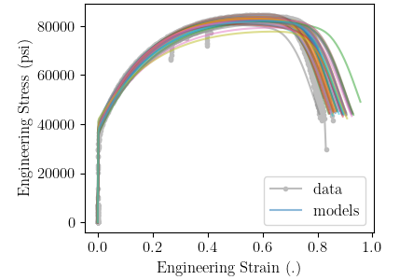 Engineering Stress (psi)
80000
60000
40000
20000
0
data
models
0.0 0.2 0.4 0.6 0.8 1.0
Engineering Strain (.)